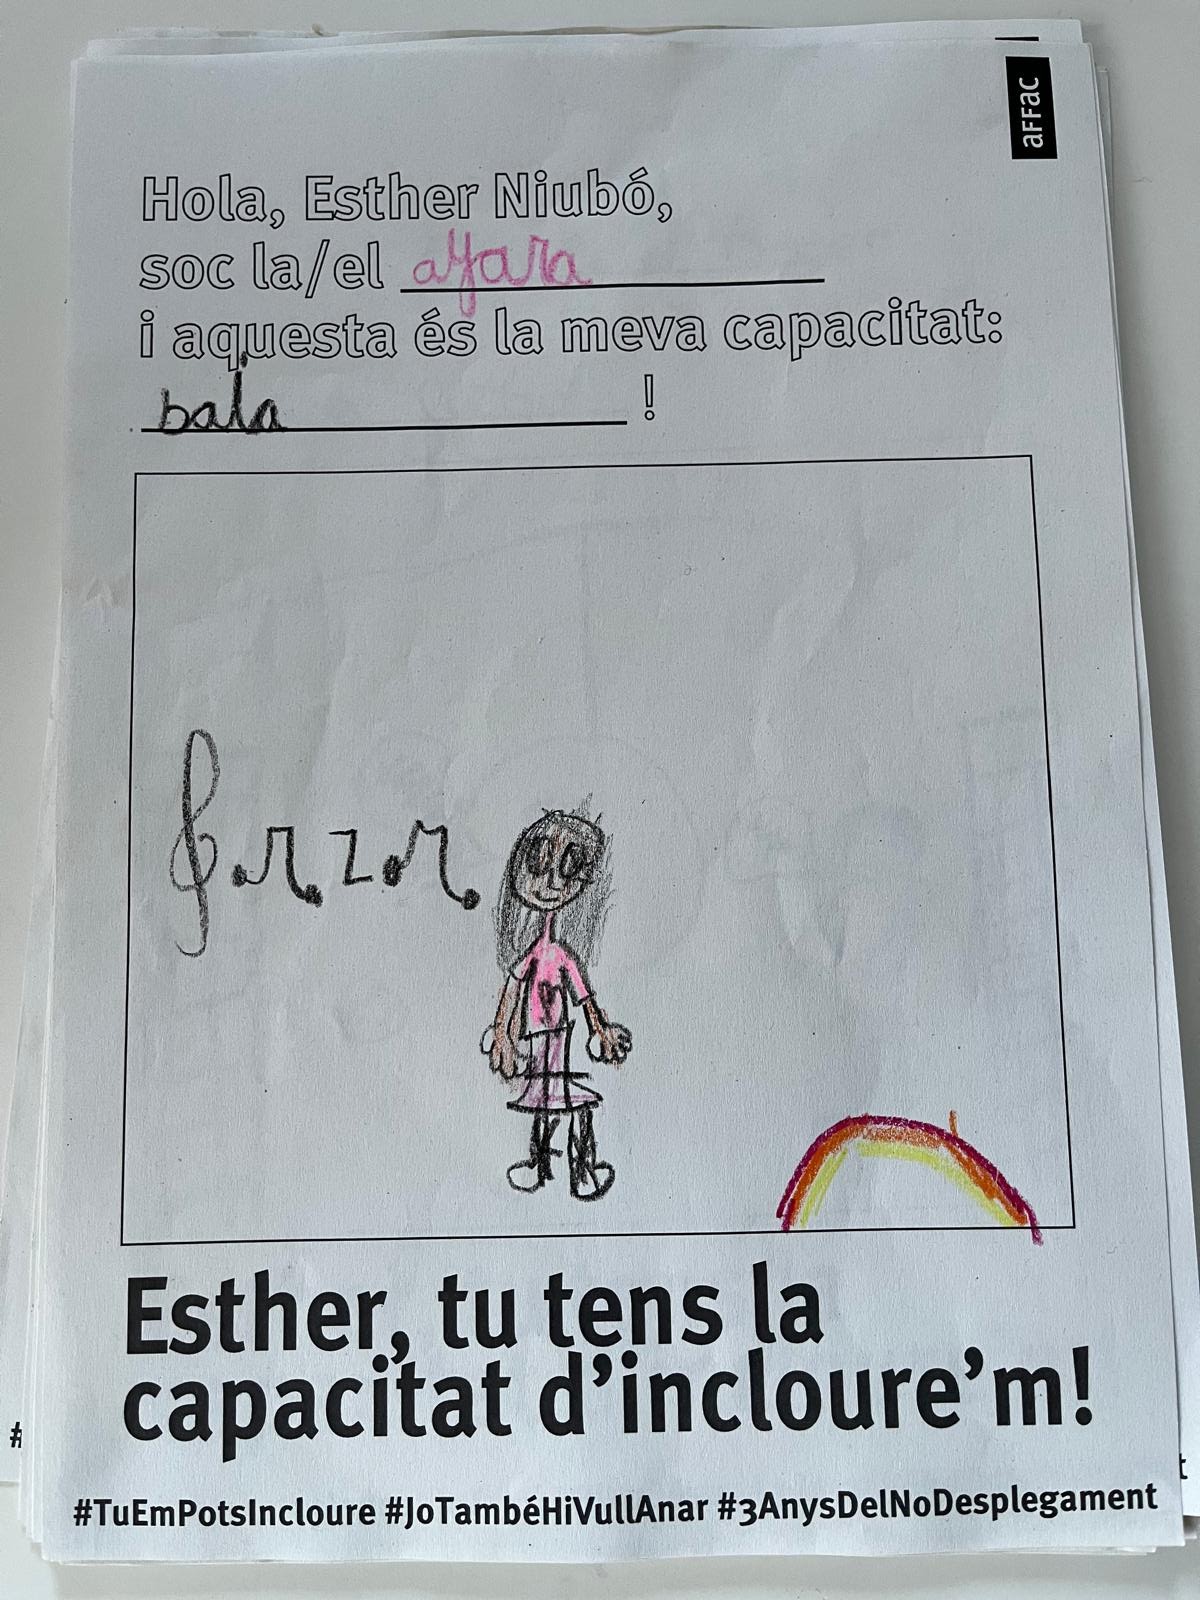 aFFac
Hola, Esther Niubó,
soc la/el ayara
i aquesta és la meva capacitat:
bala !
Esther, tu tens la
capacitat d'incloure'm!
#TuEmPotsIncloure #JoTambéHiVullAnar #3AnysDelNoDesplegament